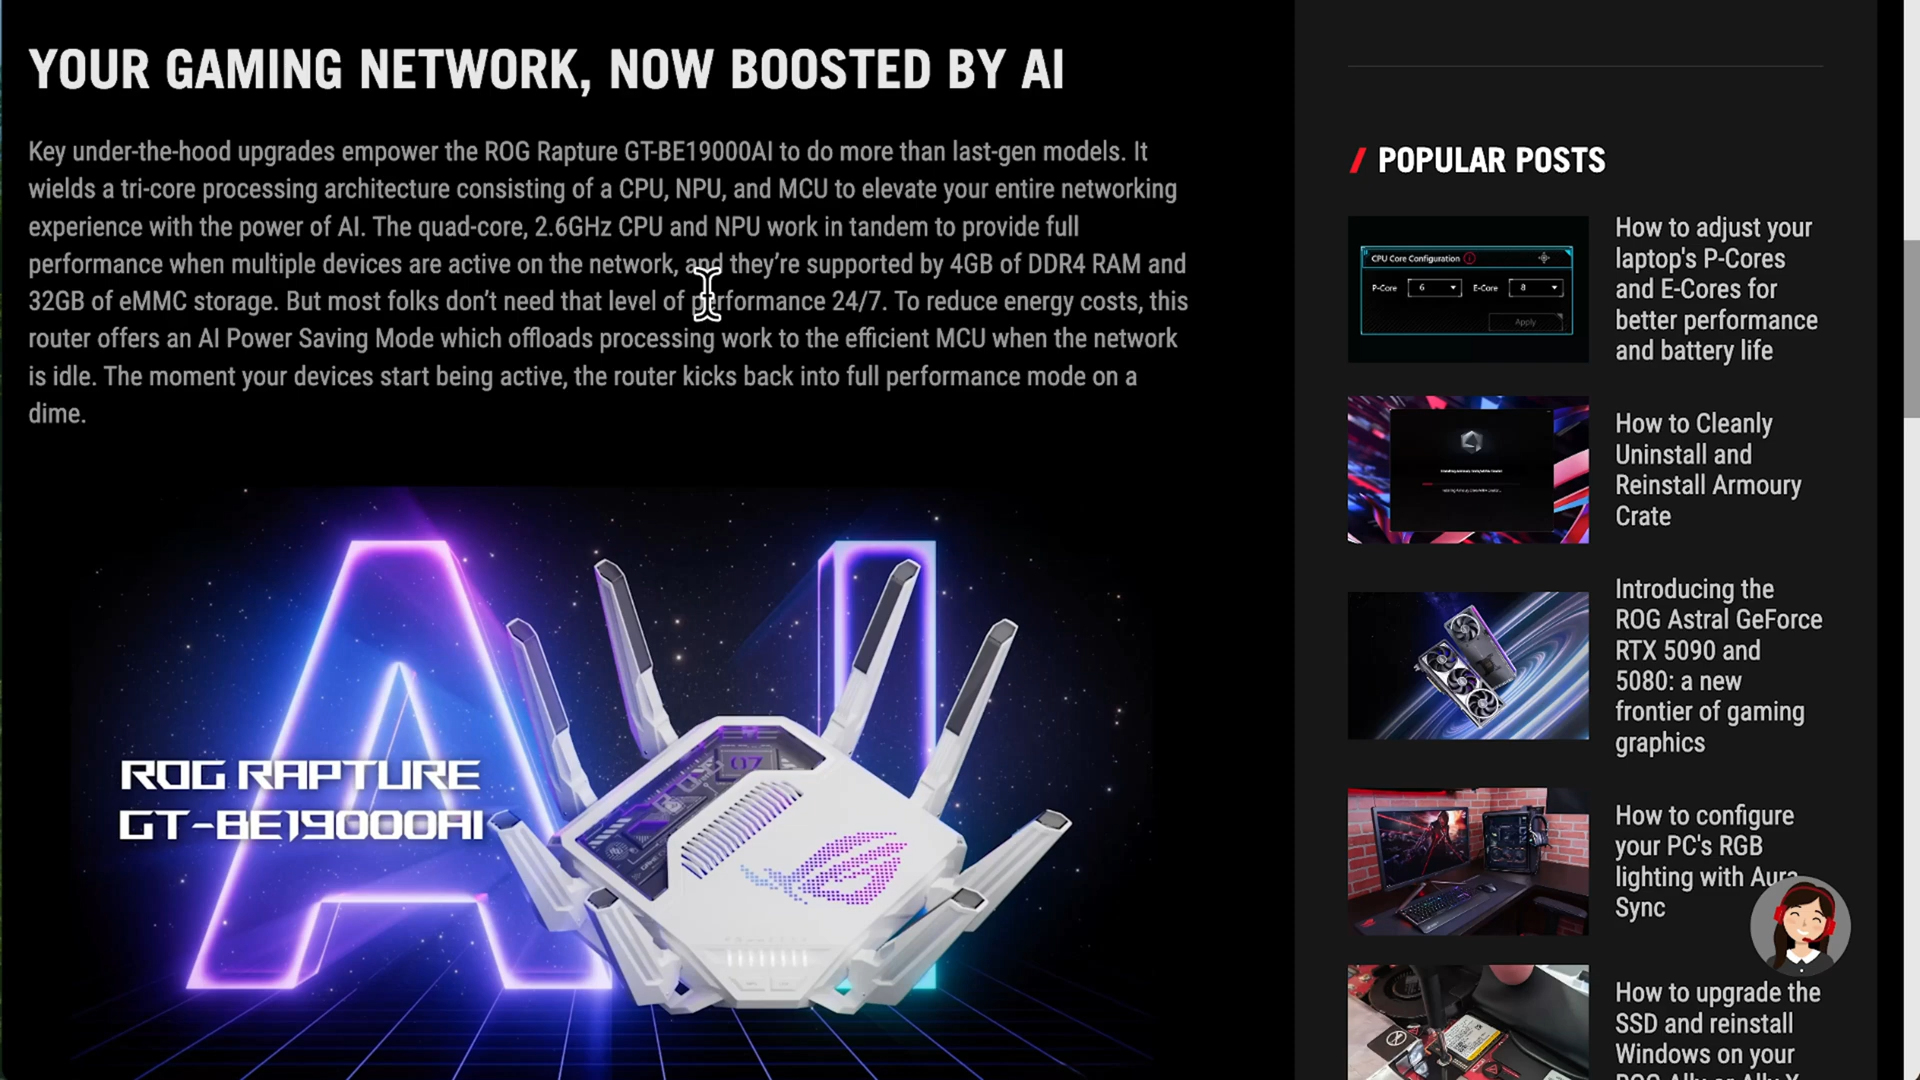 YOUR GAMING NETWORK, NOW BOOSTED BY AI
Key under-the-hood upgrades empower the ROG Rapture GT-BE19000AI to do more than last-gen models. It
wields a tri-core processing architecture consisting of a CPU, NPU, and MCU to elevate your entire networking
experience with the power of AI. The quad-core, 2.6GHz CPU and NPU work in tandem to provide full
performance when multiple devices are active on the network, and they’re supported by 4GB of DDR4 RAM and
32GB of eMMC storage. But most folks don’t need that level of performance 24/7. To reduce energy costs, this
router offers an AI Power Saving Mode which offloads processing work to the efficient MCU when the network
is idle. The moment your devices start being active, the router kicks back into full performance mode on a
dime.
AI
ROG RAPTURE
GT-BE19000AI
07
POPULAR POSTS
CPU Core Configuration
P-Core 6 E-Core 8
Apply
How to adjust your
laptop's P-Cores
and E-Cores for
better performance
and battery life
How to Cleanly
Uninstall and
Reinstall Armoury
Crate
Introducing the
ROG Astral GeForce
RTX 5090 and
5080: a new
frontier of gaming
graphics
How to configure
your PC's RGB
lighting with Aura
Sync
How to upgrade the
SSD and reinstall
Windows on your
ROG Ally or Ally X